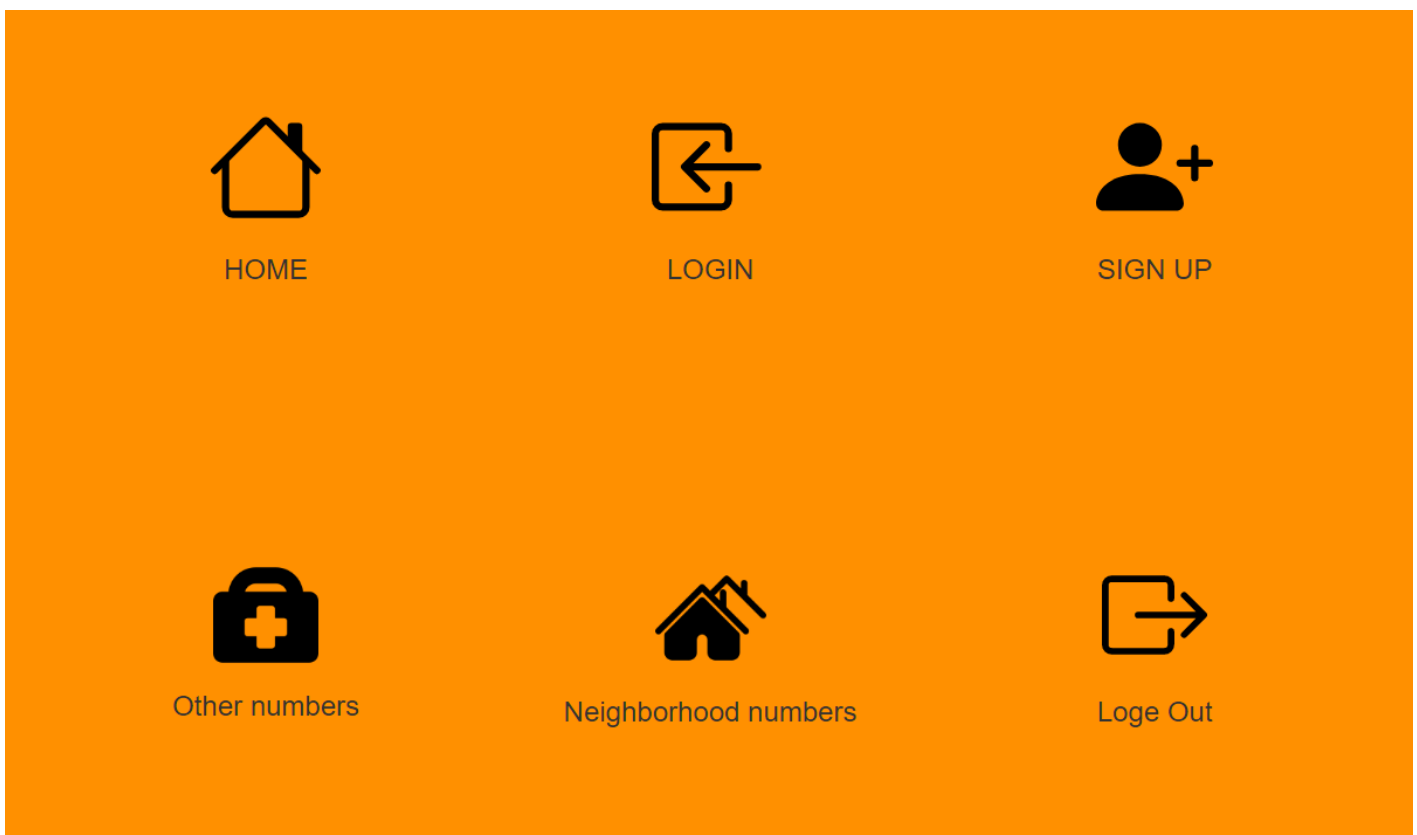 HOME
LOGIN
SIGN UP
Other numbers
Neighborhood numbers
Loge Out